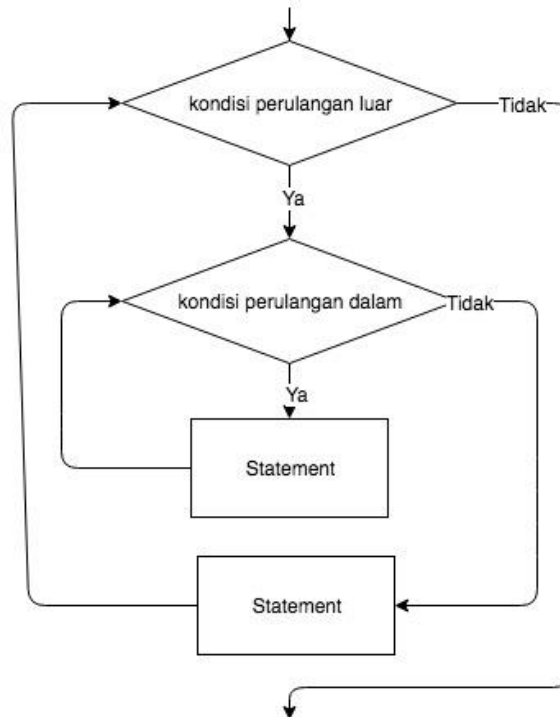 kondisi perulangan luar
Tidak
Ya
kondisi perulangan dalam
Tidak
Ya
Statement
Statement